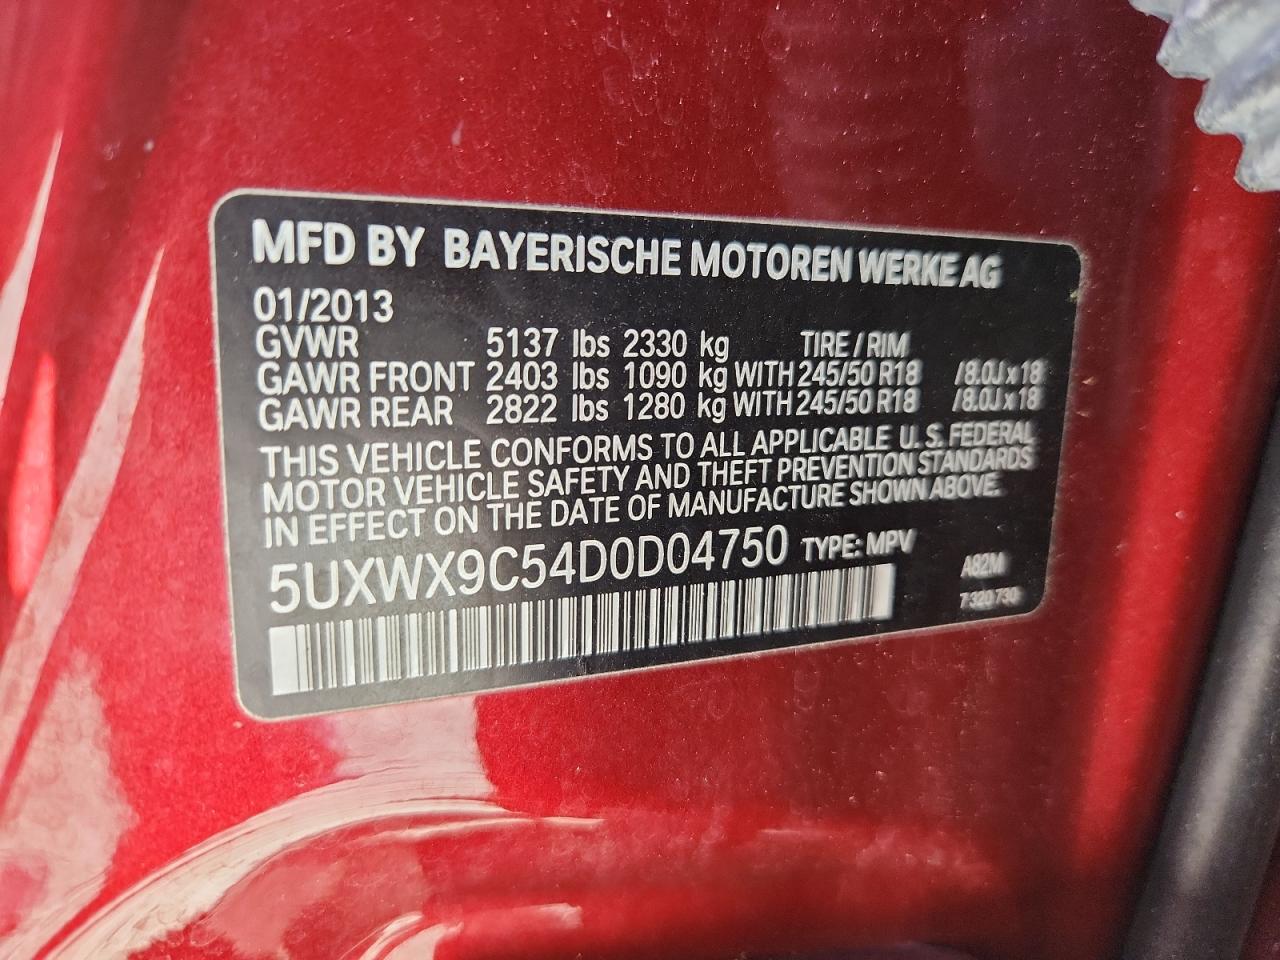 MFD BY BAYERISCHE MOTOREN WERKE AG
01/2013
GVWR 5137 lbs 2330 kg TIRE / RIM
GAWR FRONT 2403 lbs 1090 kg WITH 245/50 R18 / 8.0J x 18
GAWR REAR 2822 lbs 1280 kg WITH 245/50 R18 / 8.0J x 18
THIS VEHICLE CONFORMS TO ALL APPLICABLE U. S. FEDERAL
MOTOR VEHICLE SAFETY AND THEFT PREVENTION STANDARDS
IN EFFECT ON THE DATE OF MANUFACTURE SHOWN ABOVE.
5UXWX9C54D0D04750 TYPE: MPV
A82M
7 320 730